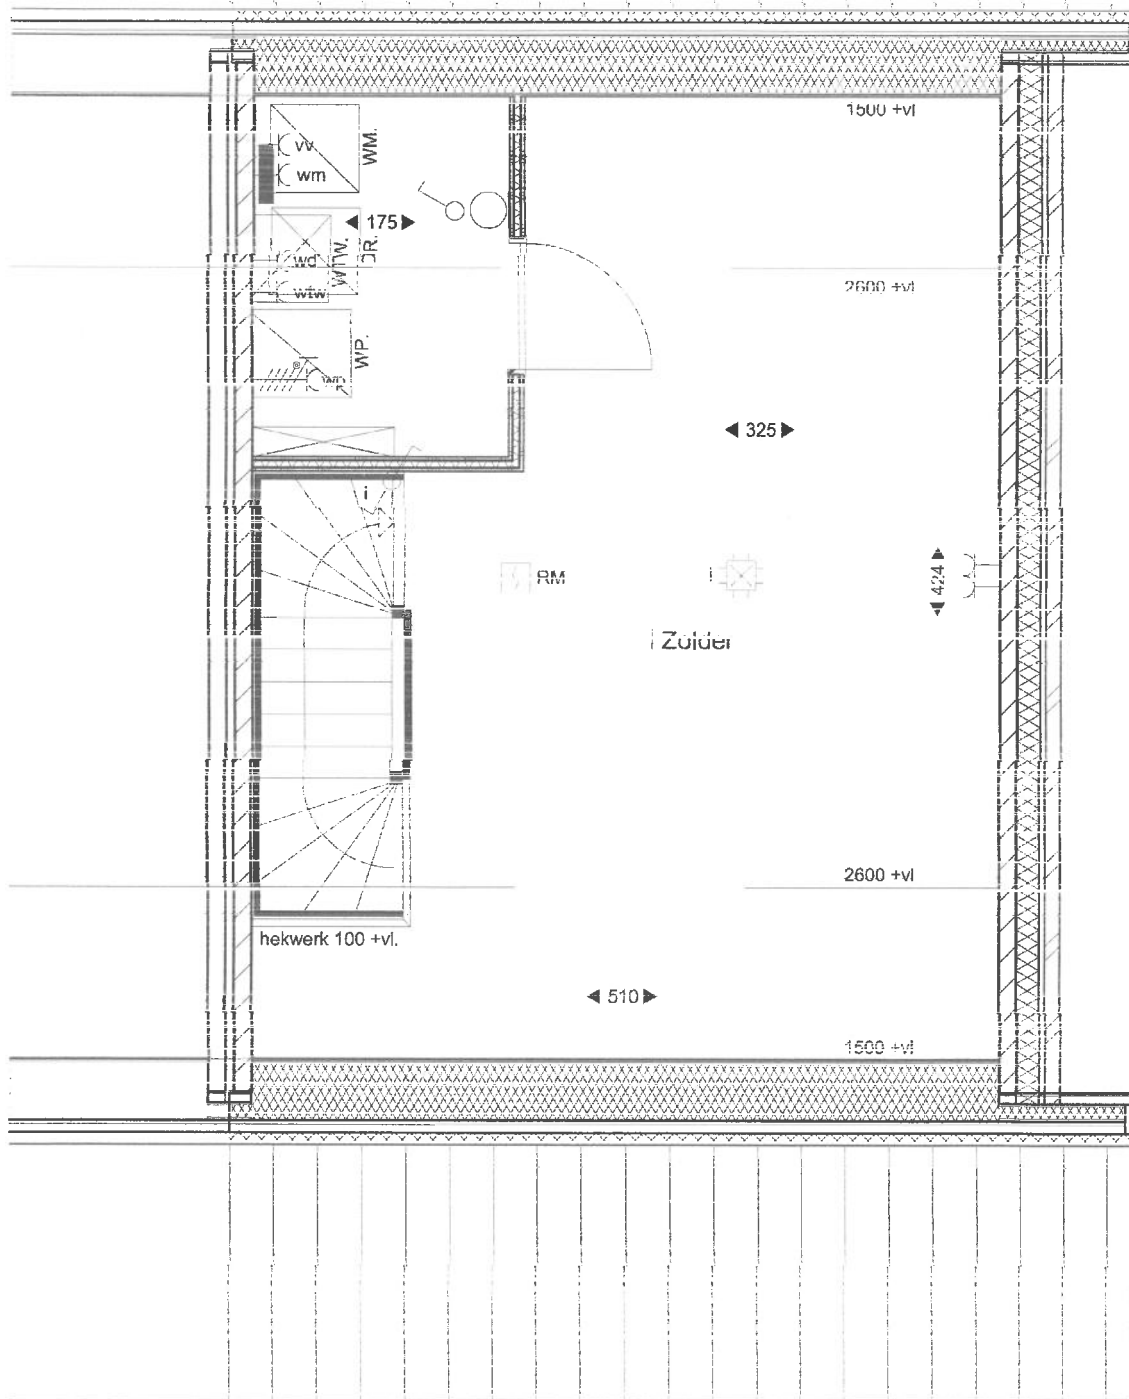 1500 +vl
vv
WM.
wm
175
wd
WTW.
DR.
wtw
2600 +vl
WP.
wp
325
i
RM
424
Zolder
2600 +vl
hekwerk 100 +vl.
510
1500 +vl